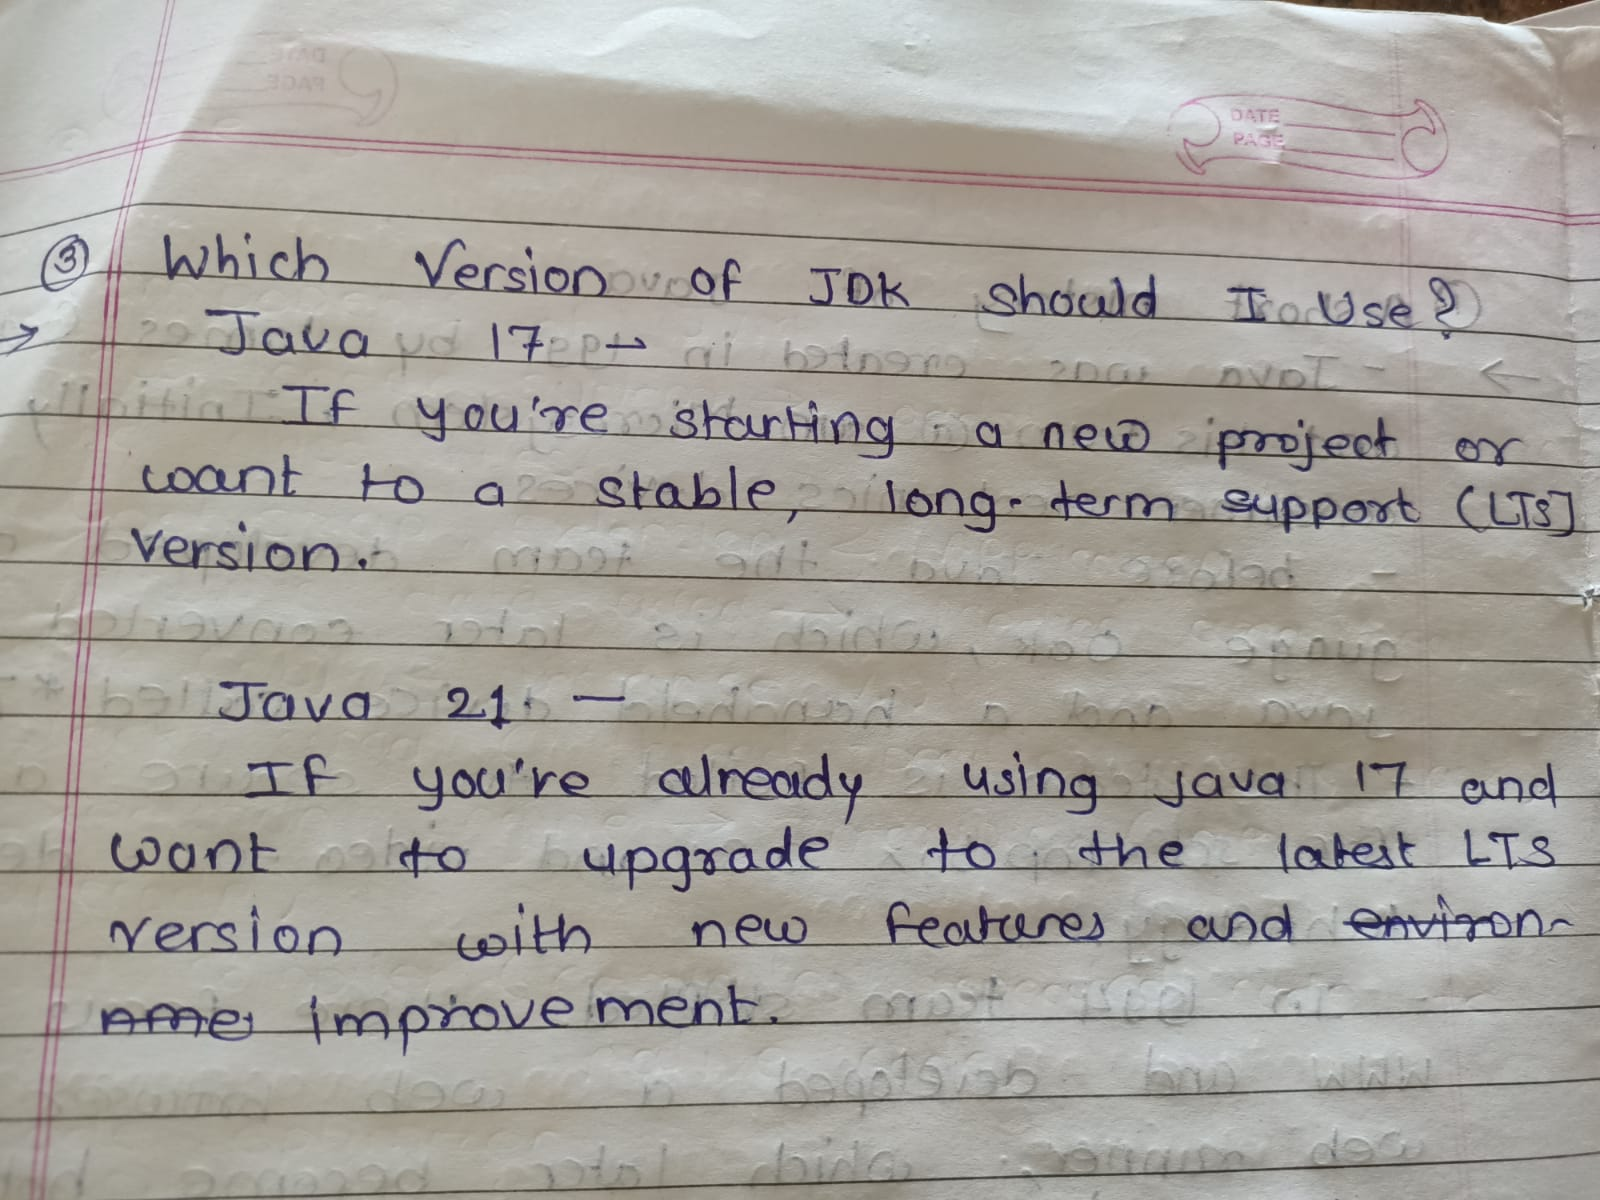 DATE
PAGE
③ Which Version of JDK should I Use?
→ Java 17 →
If you're starting a new project or
want to a stable, long-term support (LTS]
version.
Java 21 —
If you're already using java 17 and
want to upgrade to the latest LTS
version with new features and environ-
improvement.